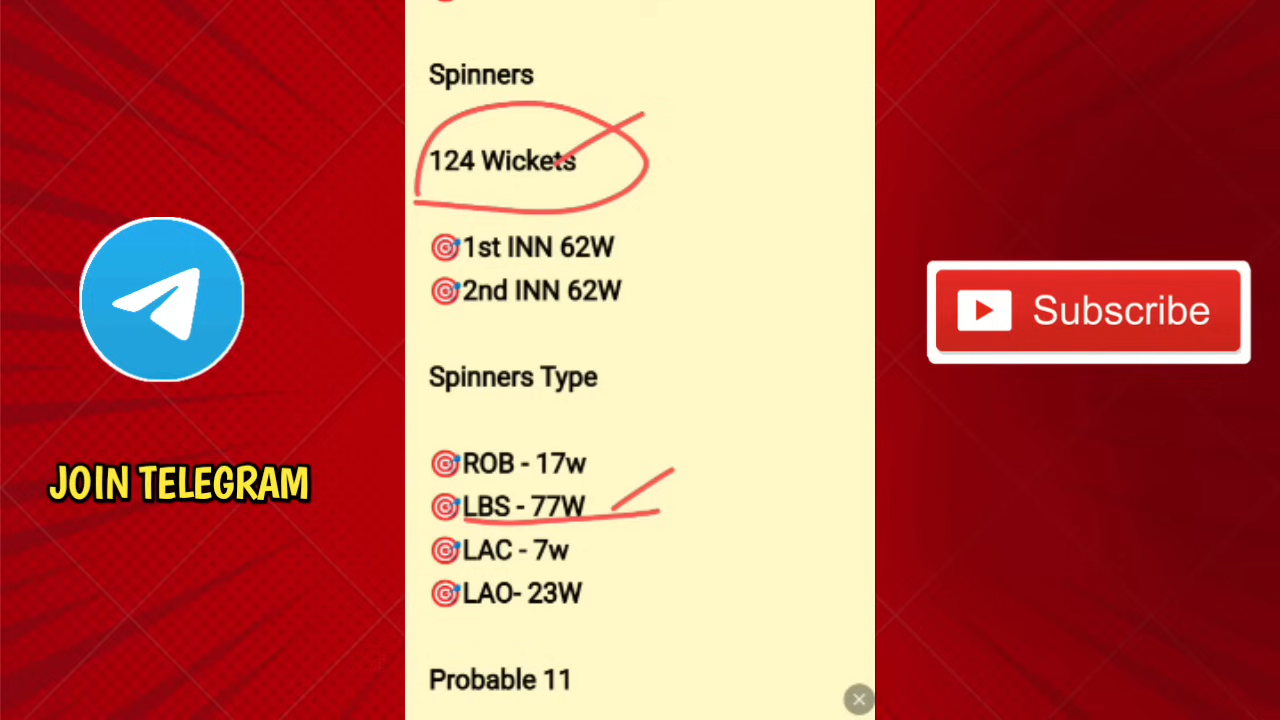 Spinners
124 Wickets
🎯1st INN 62W
🎯2nd INN 62W
Spinners Type
🎯ROB - 17w
🎯LBS - 77W
🎯LAC - 7w
🎯LAO- 23W
Probable 11
JOIN TELEGRAM
Subscribe